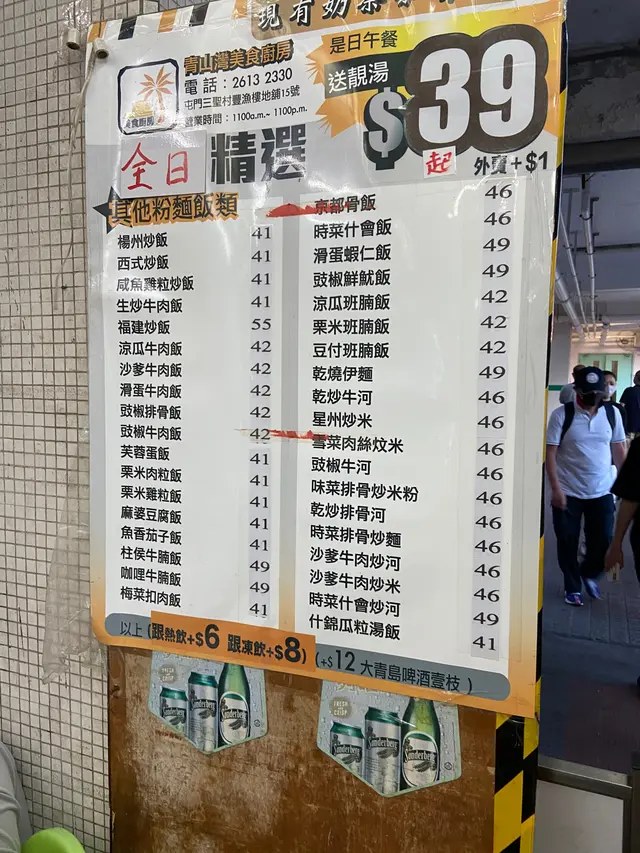 現有奶茶
青山灣美食廚房
電話：2613 2330
屯門三聖村豐漁樓地舖15號
營業時間：1100a.m.~ 1100p.m.
美食廚房
是日午餐
送靚湯
$39
起
外賣+$1
全日精選
其他粉麵飯類
楊州炒飯 41
西式炒飯 41
咸魚雞粒炒飯 41
生炒牛肉飯 41
福建炒飯 55
涼瓜牛肉飯 42
沙爹牛肉飯 42
滑蛋牛肉飯 42
豉椒排骨飯 42
豉椒牛肉飯 42
芙蓉蛋飯 41
栗米肉粒飯 41
栗米雞粒飯 41
麻婆豆腐飯 41
魚香茄子飯 41
柱侯牛腩飯 49
咖哩牛腩飯 49
梅菜扣肉飯 41
京都骨飯 46
時菜什會飯 46
滑蛋蝦仁飯 49
豉椒鮮魷飯 49
涼瓜班腩飯 42
栗米班腩飯 42
豆付班腩飯 42
乾燒伊麵 49
乾炒牛河 46
星州炒米 46
雪菜肉絲炆米 46
豉椒牛河 46
味菜排骨炒米粉 46
乾炒排骨河 46
時菜排骨炒麵 46
沙爹牛肉炒河 46
沙爹牛肉炒米 46
時菜什會炒河 49
什錦瓜粒湯飯 41
以上（跟熱飲+$6 跟凍飲+$8）（+$12 大青島啤酒壹枝）
FRESH
CRISP
FRESH
CRISP